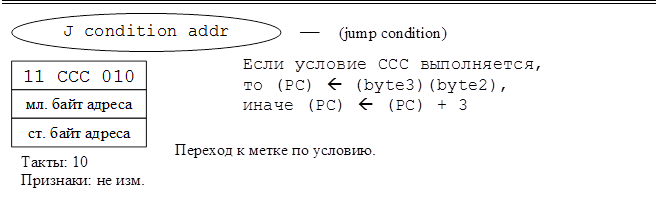 J condition addr — (jump condition)
11 CCC 010
мл. байт адреса
ст. байт адреса
Такты: 10
Признаки: не изм.
Если условие CCC выполняется,
то (PC) 🡨 (byte3)(byte2),
иначе (PC) 🡨 (PC) + 3
Переход к метке по условию.